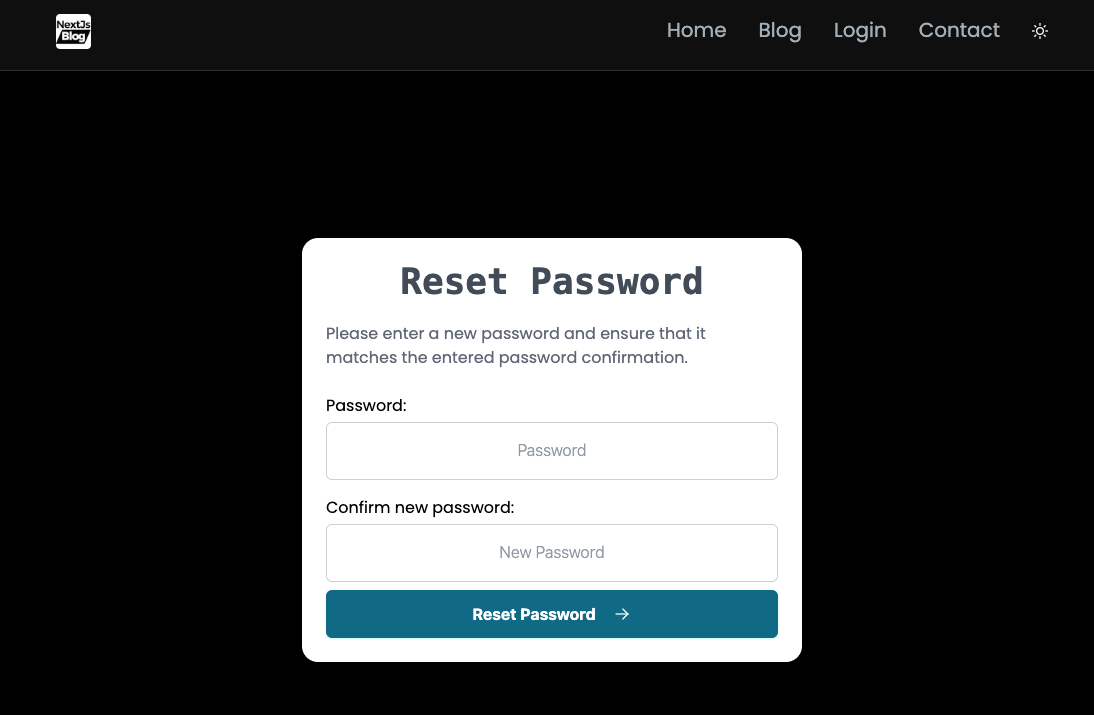 NextJs
Blog
Home Blog Login Contact
Reset Password
Please enter a new password and ensure that it
matches the entered password confirmation.
Password:
Password
Confirm new password:
New Password
Reset Password →